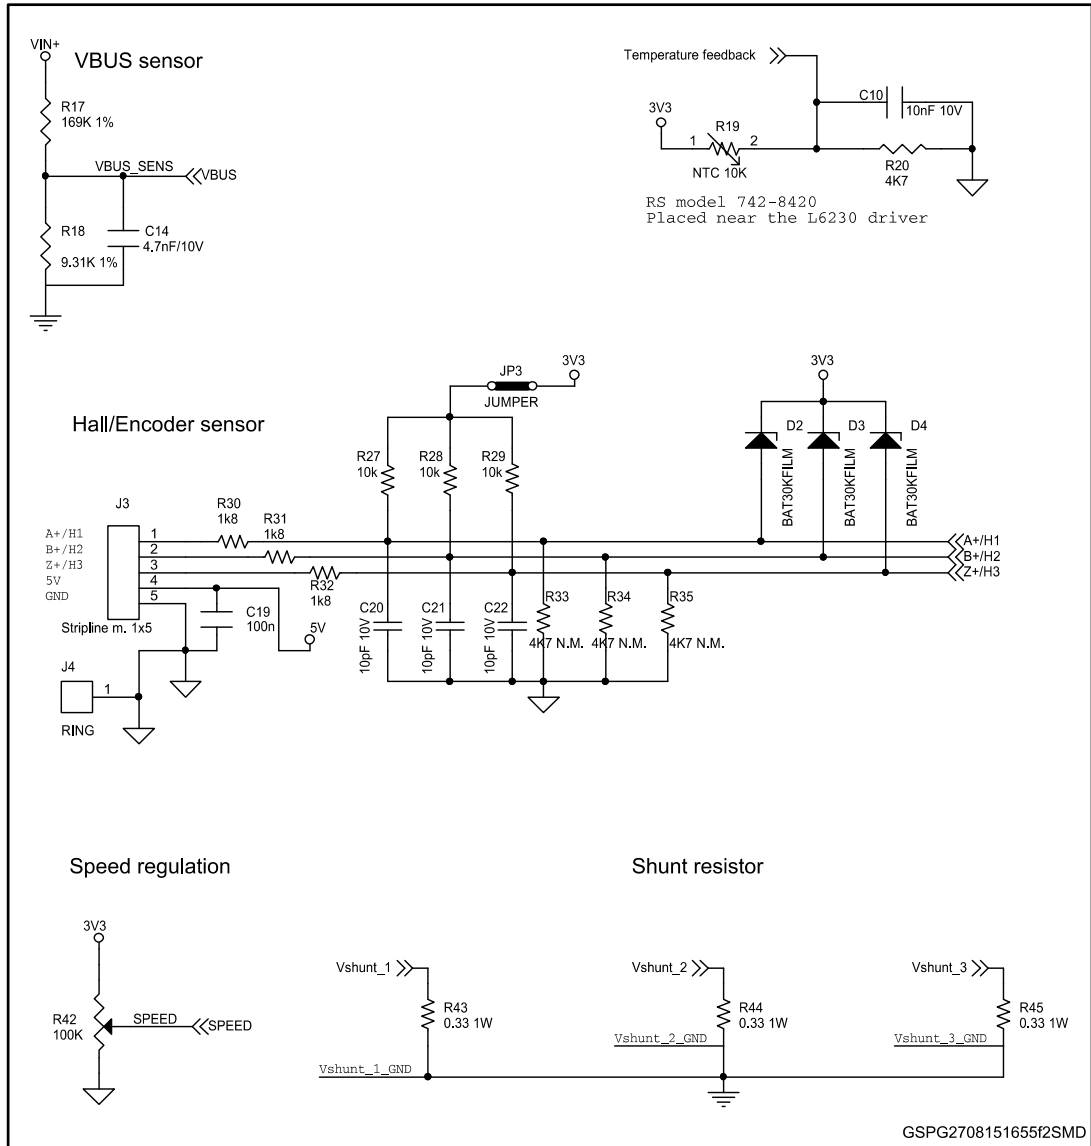 VIN+
VBUS sensor
R17
169K 1%
VBUS_SENS
VBUS
R18
9.31K 1%
C14
4.7nF/10V
Temperature feedback
C10
10nF 10V
3V3
R19
1
2
NTC 10K
R20
4K7
RS model 742-8420
Placed near the L6230 driver
Hall/Encoder sensor
JP3
JUMPER
3V3
R27
10k
R28
10k
R29
10k
3V3
D2
BAT30KFILM
D3
BAT30KFILM
D4
BAT30KFILM
J3
A+/H1
B+/H2
Z+/H3
5V
GND
1
2
3
4
5
Stripline m. 1x5
R30
1k8
R31
1k8
R32
1k8
A+/H1
B+/H2
Z+/H3
C19
100n
5V
C20
10pF 10V
C21
10pF 10V
C22
10pF 10V
R33
4K7 N.M.
R34
4K7 N.M.
R35
4K7 N.M.
J4
1
RING
Speed regulation
3V3
R42
100K
SPEED
SPEED
Shunt resistor
Vshunt_1
R43
0.33 1W
Vshunt_1_GND
Vshunt_2
R44
0.33 1W
Vshunt_2_GND
Vshunt_3
R45
0.33 1W
Vshunt_3_GND
GSPG2708151655f2SMD